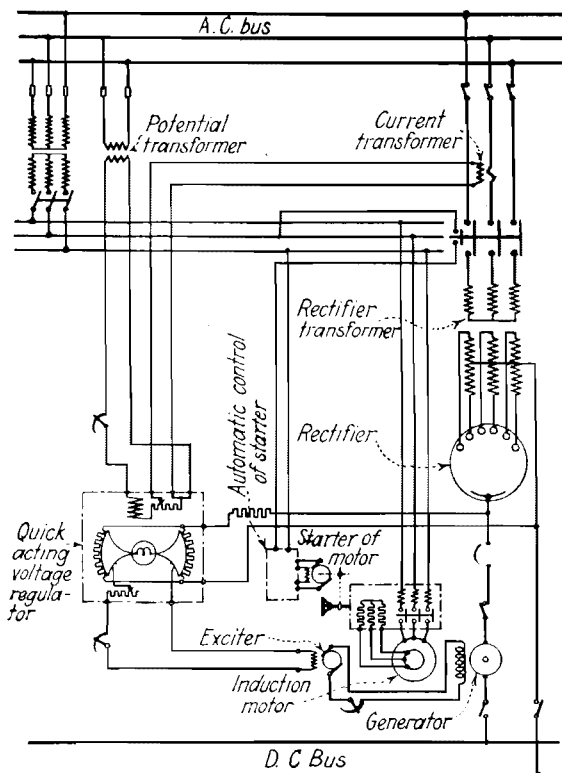 A.C. bus
Potential
transformer
Current
transformer
Rectifier
transformer
Rectifier
Automatic control
of starter
Quick
acting
voltage
regula-
tor
Starter of
motor
Exciter
Induction
motor
Generator
D.C Bus